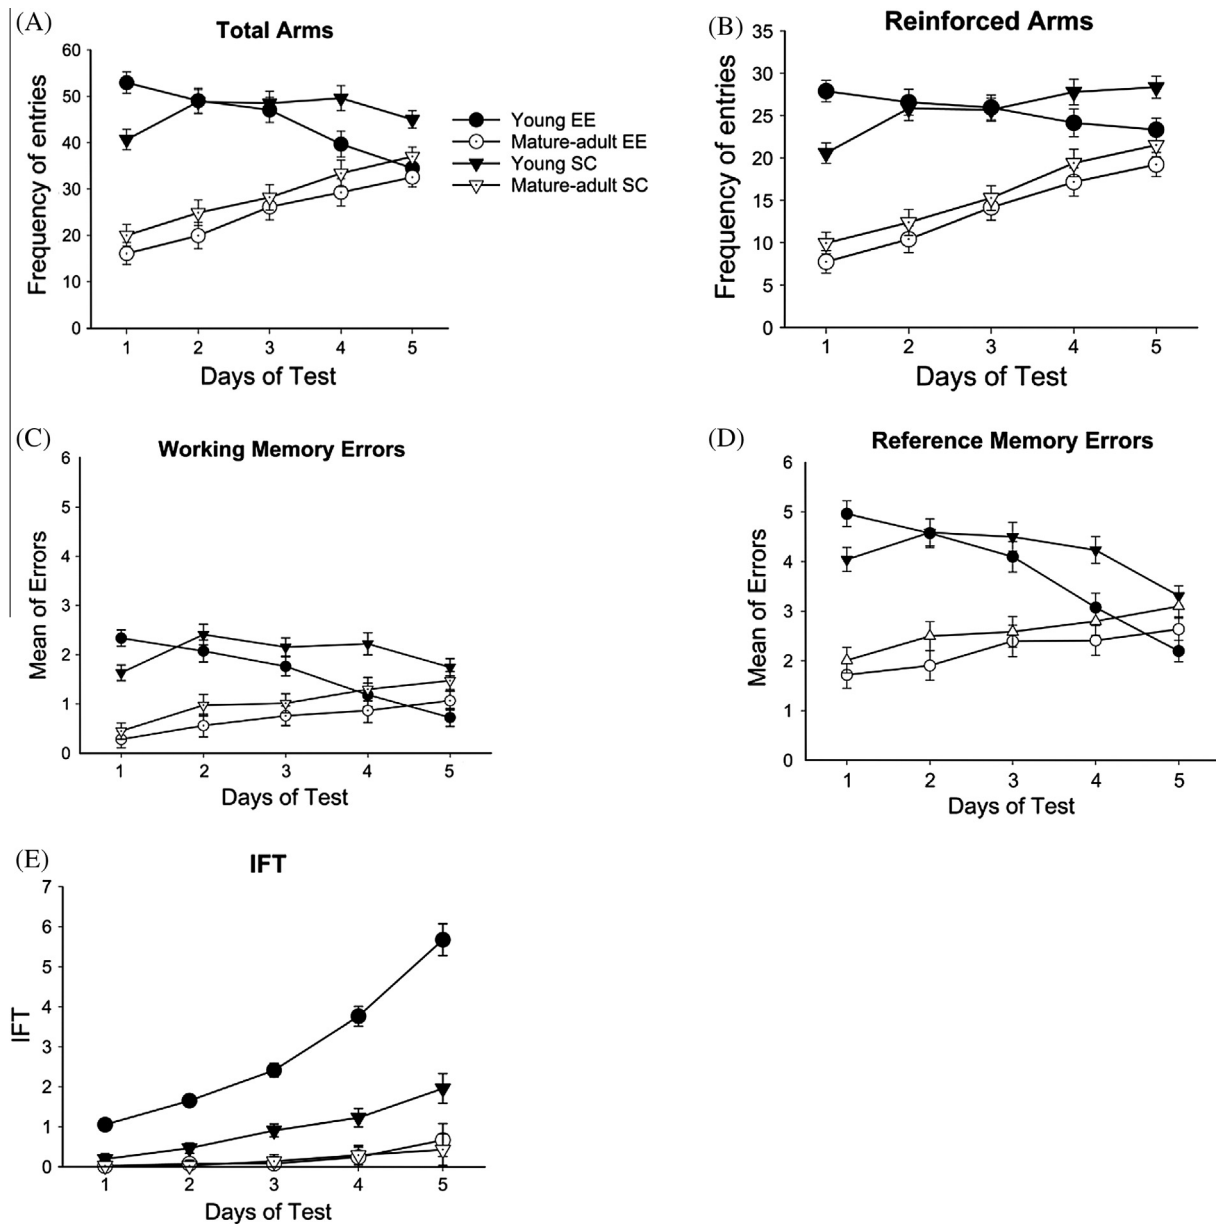 (A)
Total Arms
Frequency of entries
60
50
40
30
20
10
0
1 2 3 4 5
Days of Test
Young EE
Mature-adult EE
Young SC
Mature-adult SC
(B)
Reinforced Arms
Frequency of entries
35
30
25
20
15
10
5
0
1 2 3 4 5
Days of Test
(C)
Working Memory Errors
Mean of Errors
6
5
4
3
2
1
0
1 2 3 4 5
Days of Test
(D)
Reference Memory Errors
Mean of Errors
6
5
4
3
2
1
0
1 2 3 4 5
Days of Test
(E)
IFT
IFT
7
6
5
4
3
2
1
0
1 2 3 4 5
Days of Test